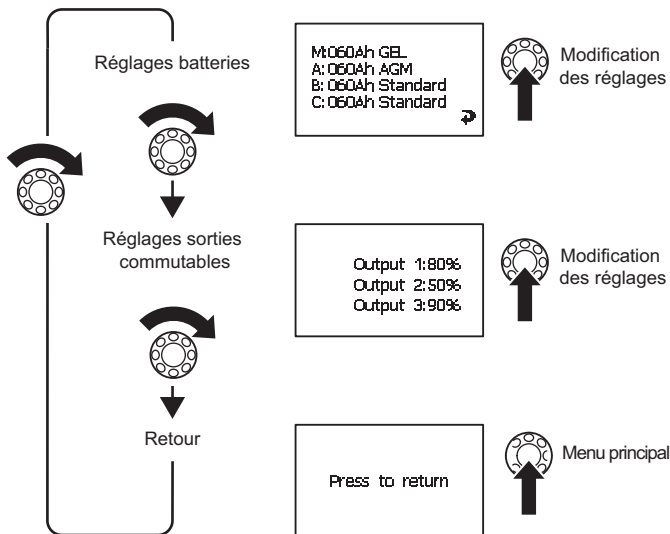 Réglages batteries
M:060Ah GEL
A:060Ah AGM
B:060Ah Standard
C:060Ah Standard
Modification
des réglages
Réglages sorties
commutables
Output 1:80%
Output 2:50%
Output 3:90%
Modification
des réglages
Retour
Press to return
Menu principal